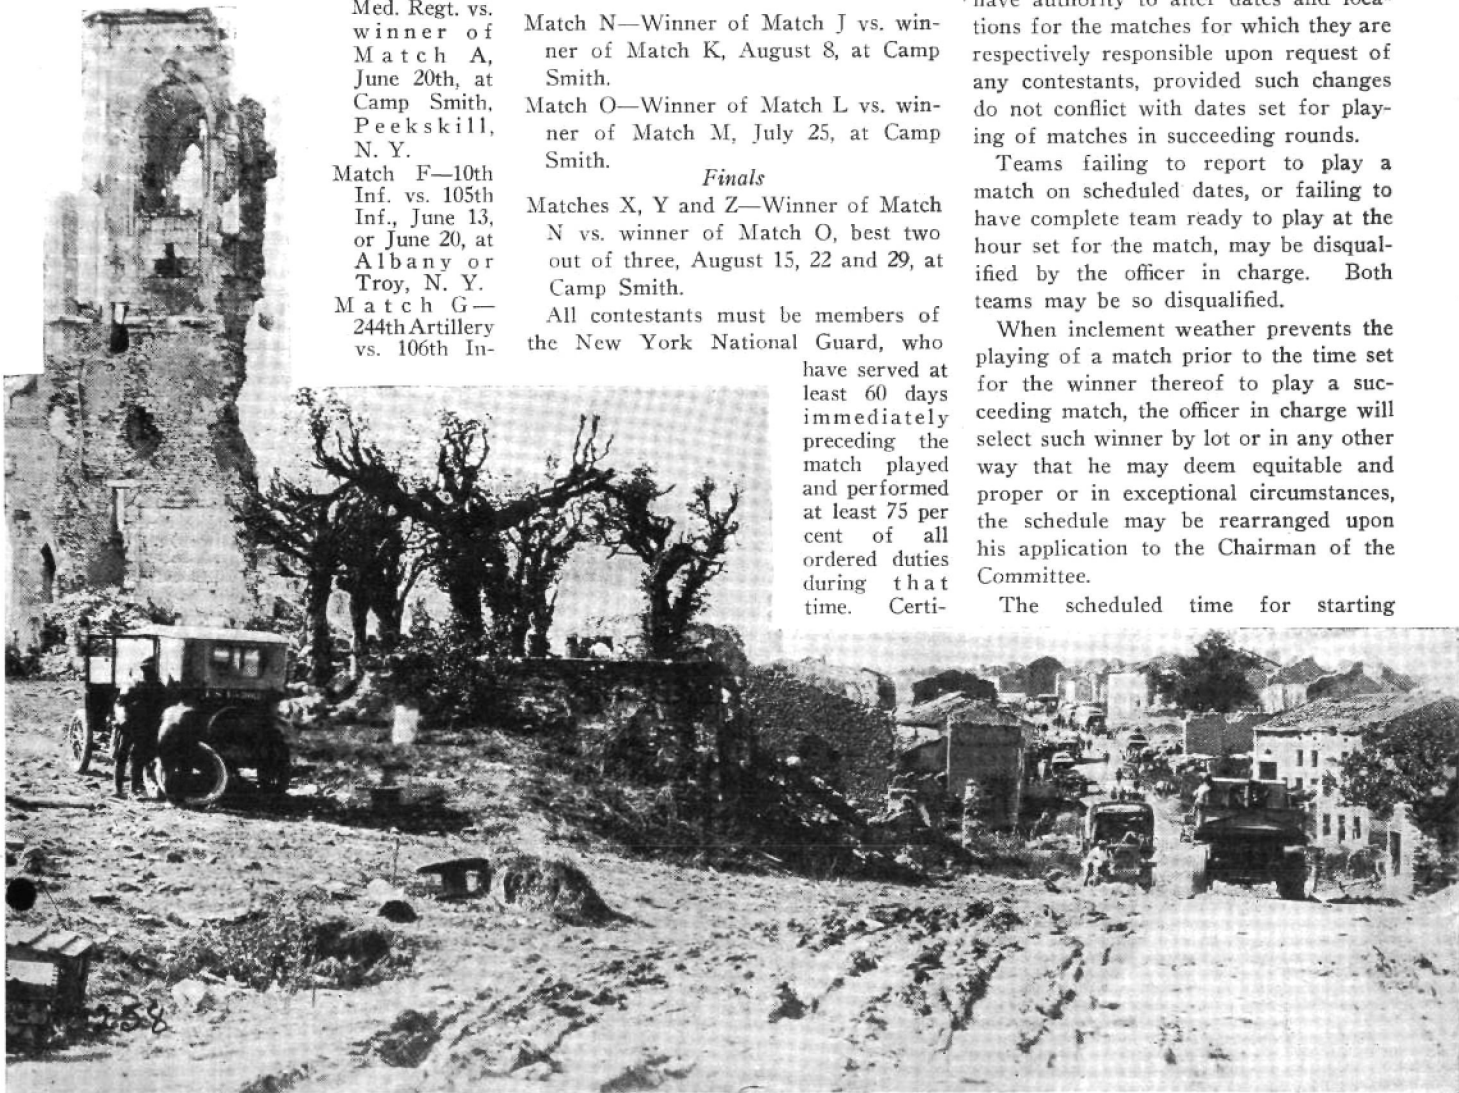 Med. Regt. vs.
winner of
Match A,
June 20th, at
Camp Smith,
Peekskill,
N. Y.
Match F—10th
Inf. vs. 105th
Inf., June 13,
or June 20, at
Albany or
Troy, N. Y.
Match G—
244th Artillery
vs. 106th In-
Match N—Winner of Match J vs. win-
ner of Match K, August 8, at Camp
Smith.
Match O—Winner of Match L vs. win-
ner of Match M, July 25, at Camp
Smith.
Finals
Matches X, Y and Z—Winner of Match
N vs. winner of Match O, best two
out of three, August 15, 22 and 29, at
Camp Smith.
All contestants must be members of
the New York National Guard, who
have served at
least 60 days
immediately
preceding the
match played
and performed
at least 75 per
cent of all
ordered duties
during that
time. Certi-
have authority to alter dates and loca-
tions for the matches for which they are
respectively responsible upon request of
any contestants, provided such changes
do not conflict with dates set for play-
ing of matches in succeeding rounds.
Teams failing to report to play a
match on scheduled dates, or failing to
have complete team ready to play at the
hour set for the match, may be disqual-
ified by the officer in charge. Both
teams may be so disqualified.
When inclement weather prevents the
playing of a match prior to the time set
for the winner thereof to play a suc-
ceeding match, the officer in charge will
select such winner by lot or in any other
way that he may deem equitable and
proper or in exceptional circumstances,
the schedule may be rearranged upon
his application to the Chairman of the
Committee.
The scheduled time for starting
258